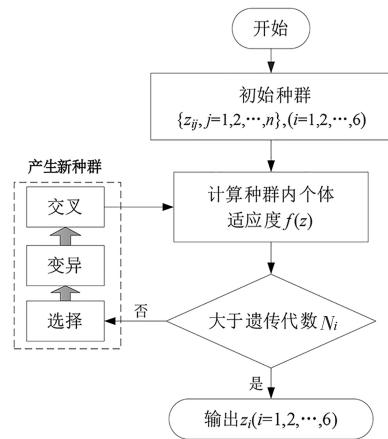 开始
初始种群
{zij, j=1,2,⋯,n},(i=1,2,⋯,6)
产生新种群
交叉
变异
选择
计算种群内个体
适应度f(z)
大于遗传代数Ni
否
是
输出zi(i=1,2,⋯,6)